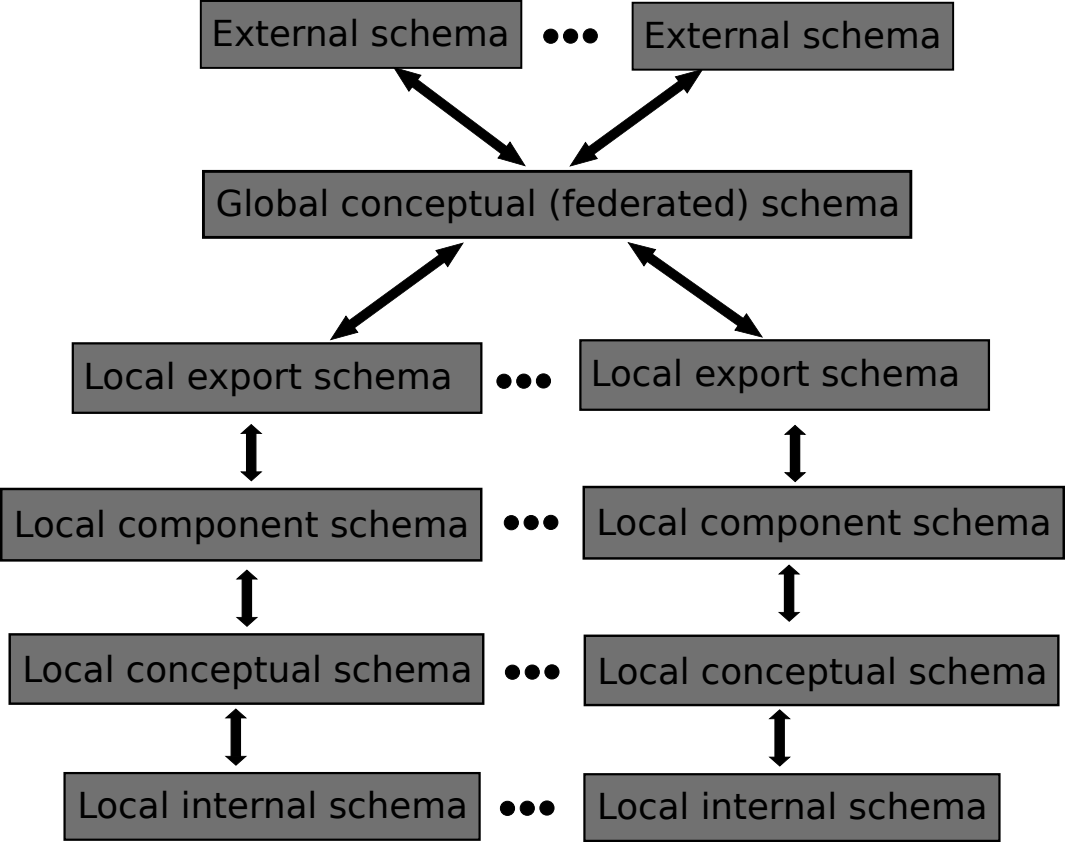 External schema
External schema
Global conceptual (federated) schema
Local export schema
Local export schema
Local component schema
Local component schema
Local conceptual schema
Local conceptual schema
Local internal schema
Local internal schema